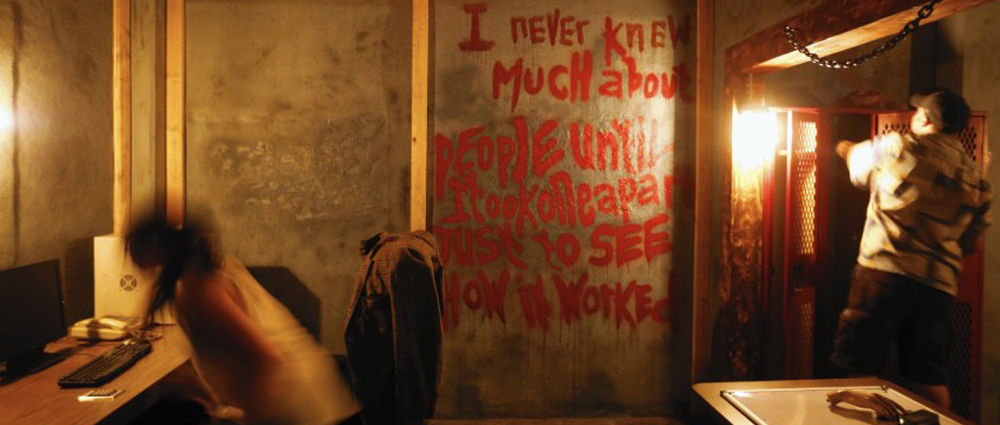 I never knEW
MucH about
pEOplE until
I took onE apart
JUSt to SEE
HOW it WorkEd